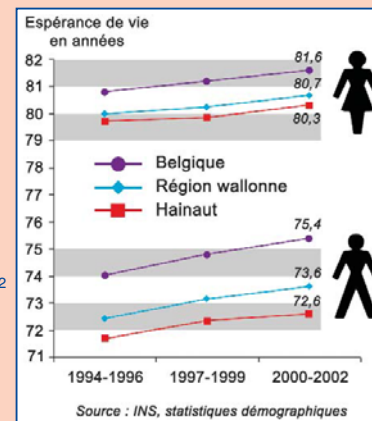 Espérance de vie
en années
82
81
80
79
78
77
76
75
74
73
72
71
81,6
80,7
80,3
Belgique
Région wallonne
Hainaut
75,4
73,6
72,6
2
1994-1996 1997-1999 2000-2002
Source : INS, statistiques démographiques